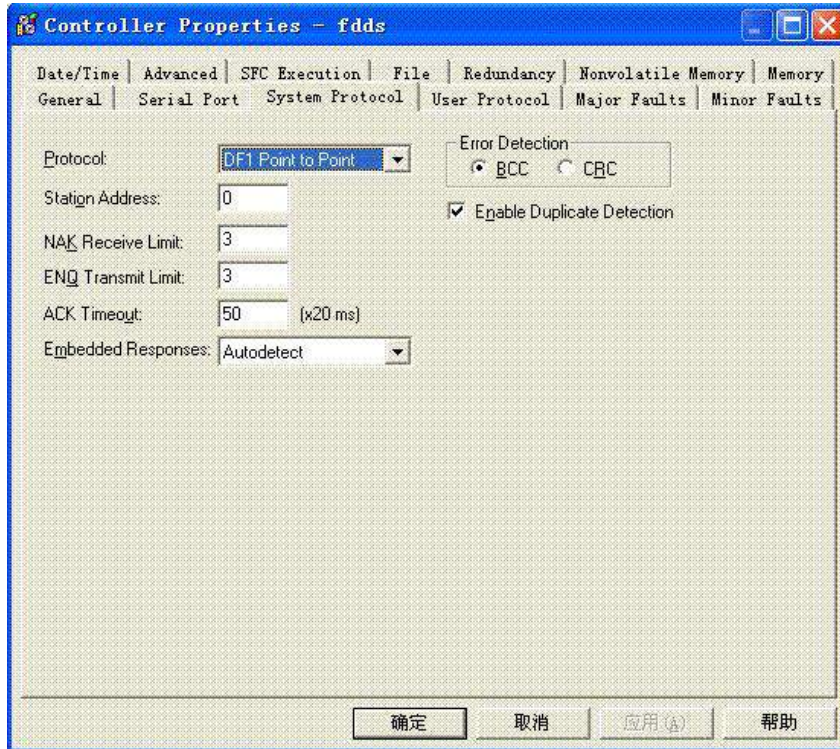 Controller Properties - fdds
Date/Time Advanced SFC Execution File Redundancy Nonvolatile Memory Memory
General Serial Port System Protocol User Protocol Major Faults Minor Faults
Protocol: DF1 Point to Point
Error Detection
BCC CRC
Station Address: 0
Enable Duplicate Detection
NAK Receive Limit: 3
ENQ Transmit Limit: 3
ACK Timeout: 50 (x20 ms)
Embedded Responses: Autodetect
确定 取消 应用(A) 帮助